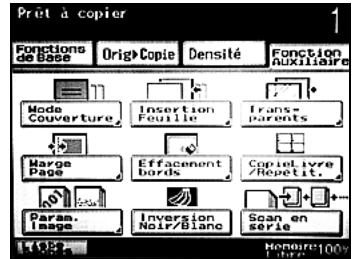 Prêt à copier
1
Fonctions
de Base
Orig▸Copie
Densité
Fonction
Auxiliaire
Mode
Couverture
Insertion
Feuille
Trans-
parents
Marge
Page
Effacement
bords
CopieLivre
/Répétit.
Param.
Image
Inversion
Noir/Blanc
Scan en
série
Mémoire
Libre 100%